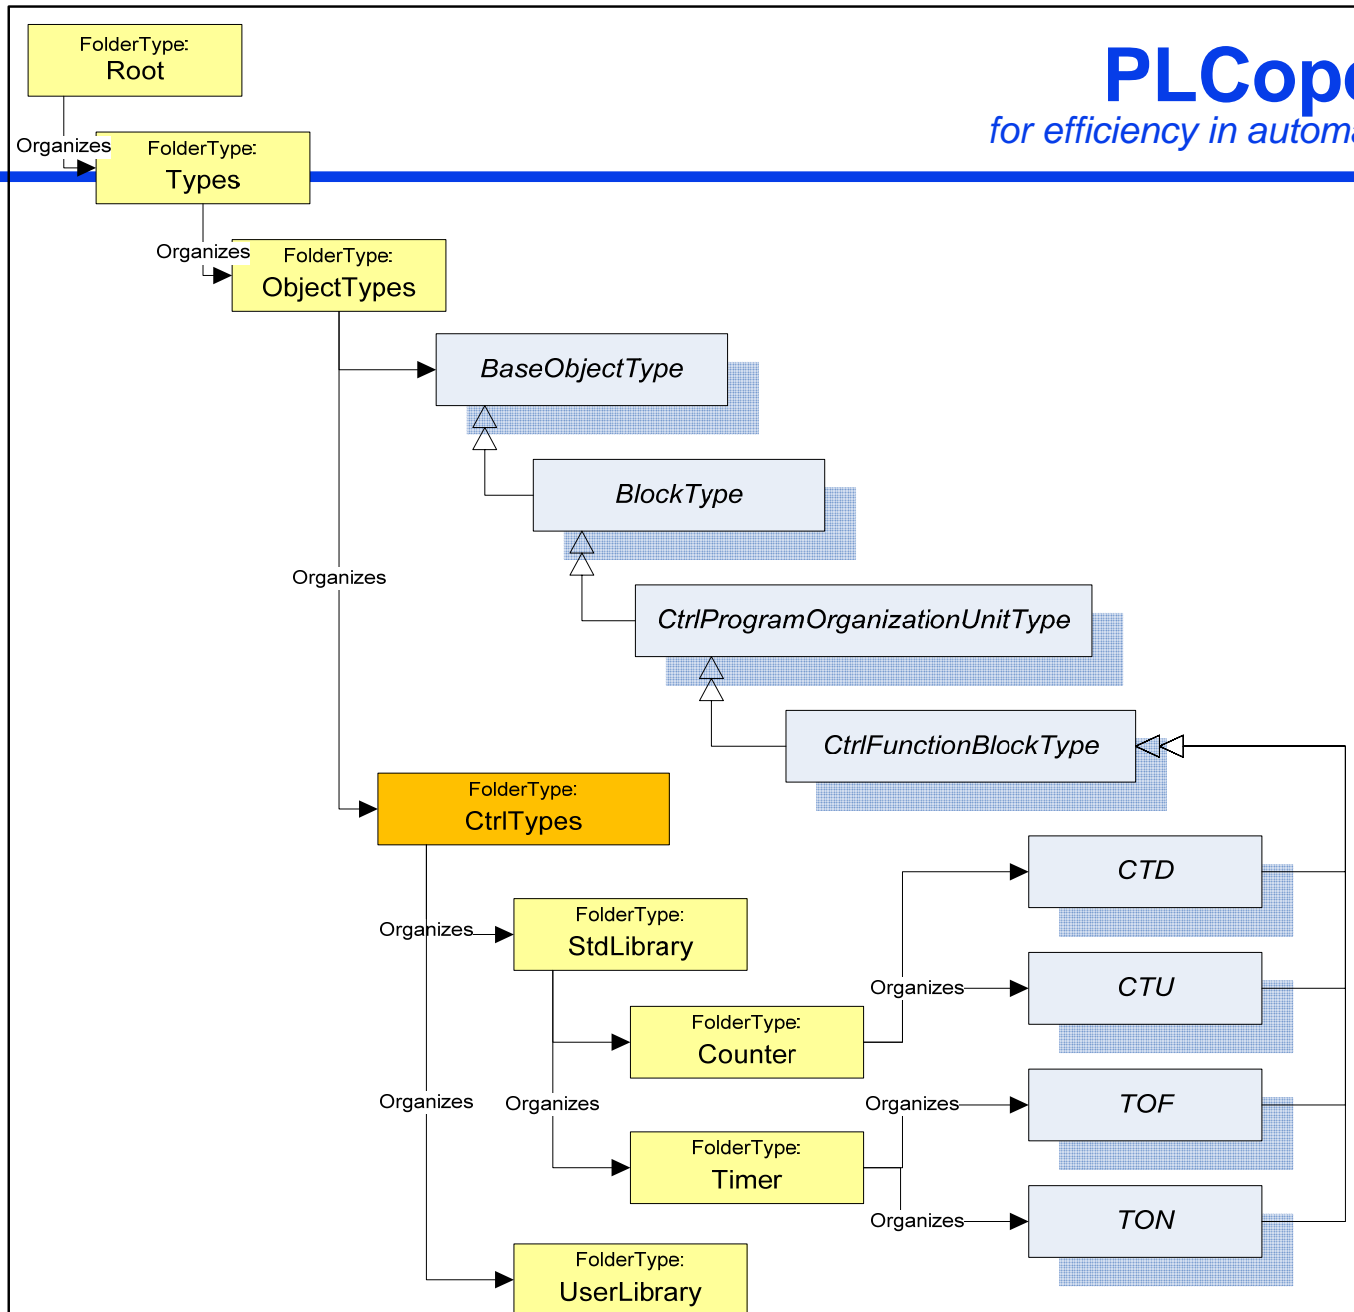 FolderType:
Root
PLCope
for efficiency in automa
Organizes
FolderType:
Types
Organizes
FolderType:
ObjectTypes
BaseObjectType
BlockType
Organizes
CtrlProgramOrganizationUnitType
CtrlFunctionBlockType
FolderType:
CtrlTypes
CTD
Organizes
FolderType:
StdLibrary
Organizes
CTU
FolderType:
Counter
Organizes
Organizes
Organizes
TOF
FolderType:
Timer
Organizes
TON
FolderType:
UserLibrary